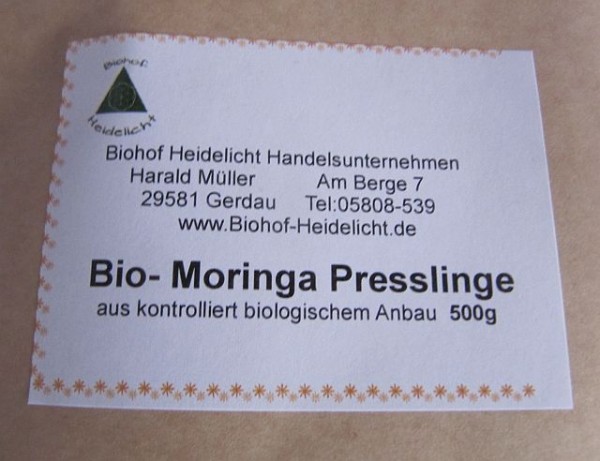 Biohof
Heidelicht
Biohof Heidelicht Handelsunternehmen
Harald Müller Am Berge 7
29581 Gerdau Tel:05808-539
www.Biohof-Heidelicht.de
Bio- Moringa Presslinge
aus kontrolliert biologischem Anbau 500g